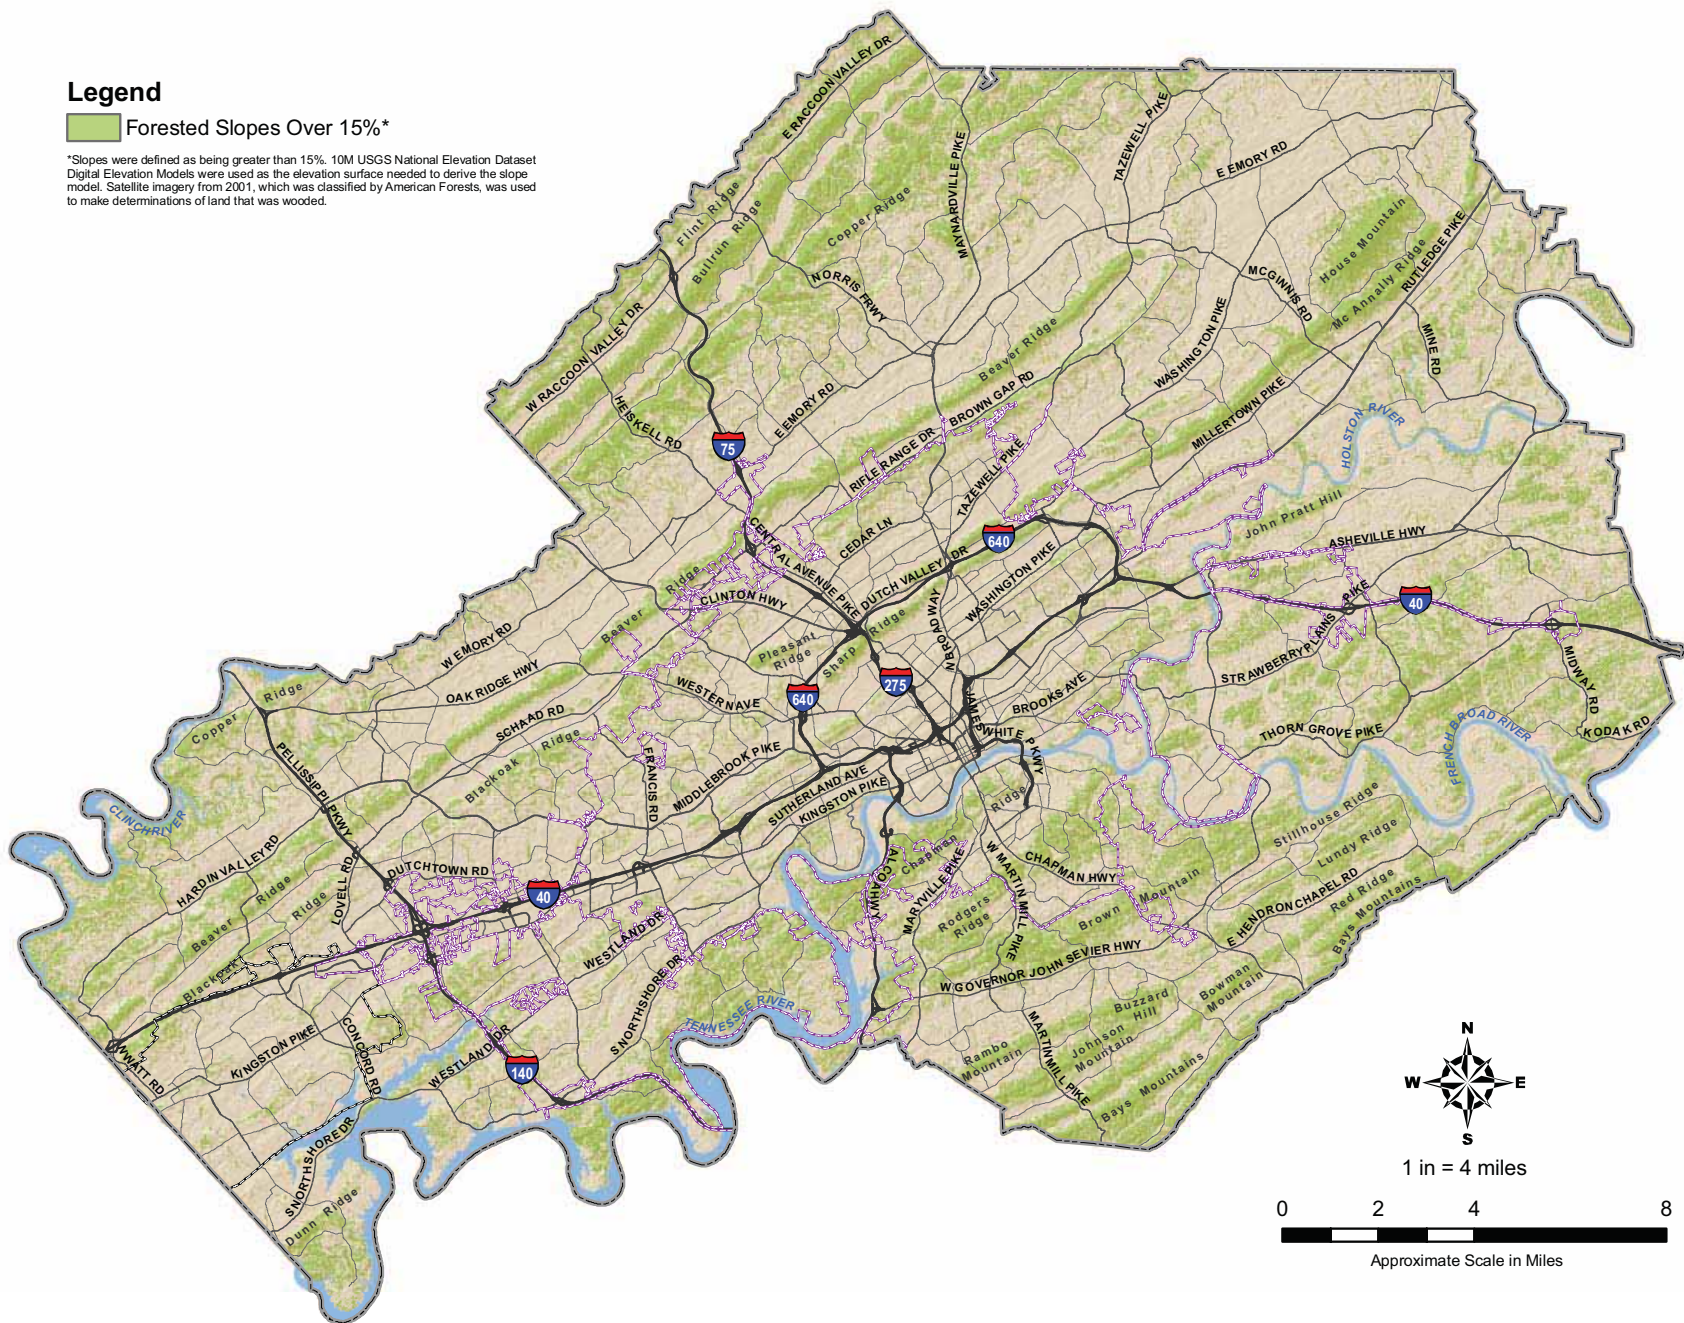 Legend
Forested Slopes Over 15%*
*Slopes were defined as being greater than 15%. 10M USGS National Elevation Dataset
Digital Elevation Models were used as the elevation surface needed to derive the slope
model. Satellite imagery from 2001, which was classified by American Forests, was used
to make determinations of land that was wooded.
E RACCOON VALLEY DR
TAZEWELL PIKE
MAYNARDVILLE PIKE
E EMORY RD
Flint Ridge
Bullrun Ridge
Copper Ridge
House Mountain
Mc Annally Ridge
RUTLEDGE PIKE
NORRIS FRWY
MCGINNIS RD
W RACCOON VALLEY DR
WASHINGTON PIKE
MINE RD
Beaver Ridge
HEISKELL RD
E EMORY RD
BROWN GAP RD
MILLERTOWN PIKE
HOLSTON RIVER
75
RIFLE RANGE DR
TAZEWELL PIKE
John Pratt Hill
CENTRAL AVENUE PIKE
CEDAR LN
640
ASHEVILLE HWY
DUTCH VALLEY DR
WASHINGTON PIKE
Beaver Ridge
CLINTON HWY
40
STRAWBERRY PLAINS PIKE
W EMORY RD
Pleasant
Ridge
Sharp Ridge
N BROADWAY
OAK RIDGE HWY
WESTERN AVE
640
275
MIDWAY RD
Copper Ridge
SCHAAD RD
JAMES WHITE PKWY
BROOKS AVE
THORN GROVE PIKE
FRENCH BROAD RIVER
KODAK RD
PELLISSIPPI PKWY
Blackoak Ridge
FRANCIS RD
MIDDLEBROOK PIKE
SUTHERLAND AVE
KINGSTON PIKE
CLINCH RIVER
Chapman Ridge
Stillhouse Ridge
Lundy Ridge
HARDIN VALLEY RD
LOVELL RD
DUTCHTOWN RD
ALCOA HWY
MARYVILLE PIKE
W MARTIN MILL PIKE
CHAPMAN HWY
Brown Mountain
E HENDRON CHAPEL RD
Red Ridge
Bays Mountains
40
Beaver Ridge
Rodgers
Ridge
WESTLAND DR
Blackoak Ridge
S NORTHSHORE DR
W GOVERNOR JOHN SEVIER HWY
Bowman
Mountain
Buzzard
Hill
TENNESSEE RIVER
Johnson
Mountain
Rambo
Mountain
MARTIN MILL PIKE
Bays Mountains
WATT RD
KINGSTON PIKE
CONCORD RD
WESTLAND DR
140
S NORTHSHORE DR
Dunn Ridge
N
W
E
S
1 in = 4 miles
0 2 4 8
Approximate Scale in Miles